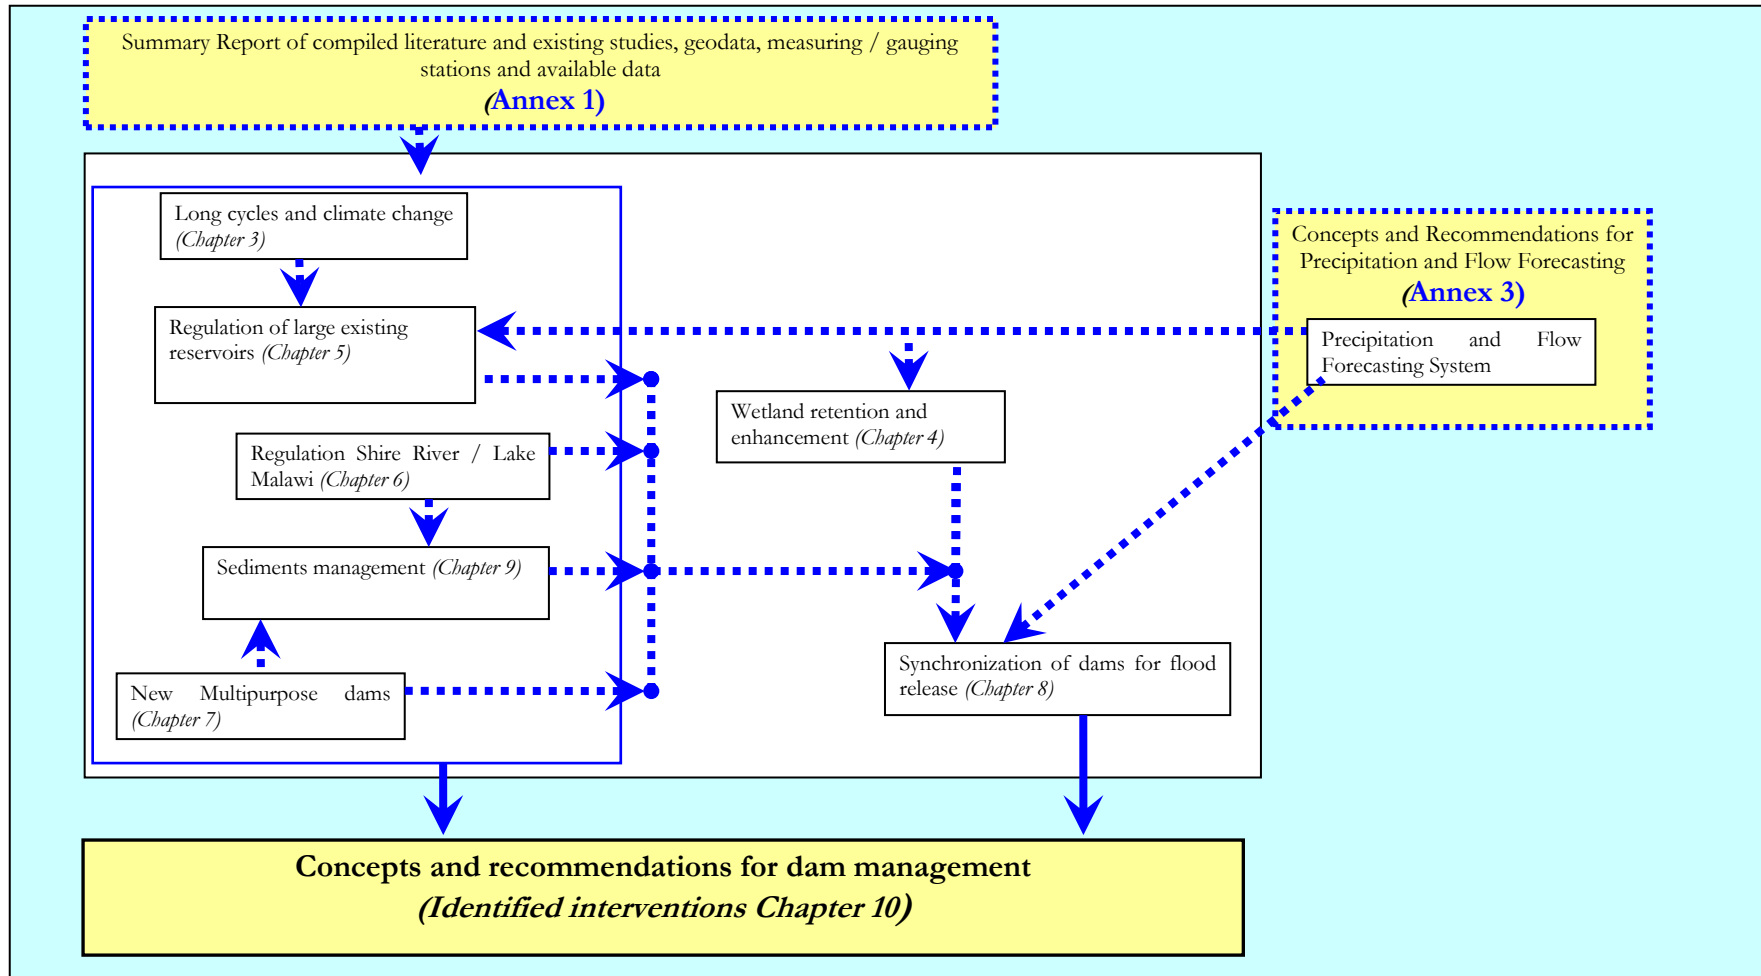 Summary Report of compiled literature and existing studies, geodata, measuring / gauging
stations and available data
(Annex 1)
Long cycles and climate change
(Chapter 3)
Concepts and Recommendations for
Precipitation and Flow Forecasting
(Annex 3)
Regulation of large existing
reservoirs (Chapter 5)
Precipitation and Flow
Forecasting System
Wetland retention and
enhancement (Chapter 4)
Regulation Shire River / Lake
Malawi (Chapter 6)
Sediments management (Chapter 9)
Synchronization of dams for flood
release (Chapter 8)
New Multipurpose dams
(Chapter 7)
Concepts and recommendations for dam management
(Identified interventions Chapter 10)